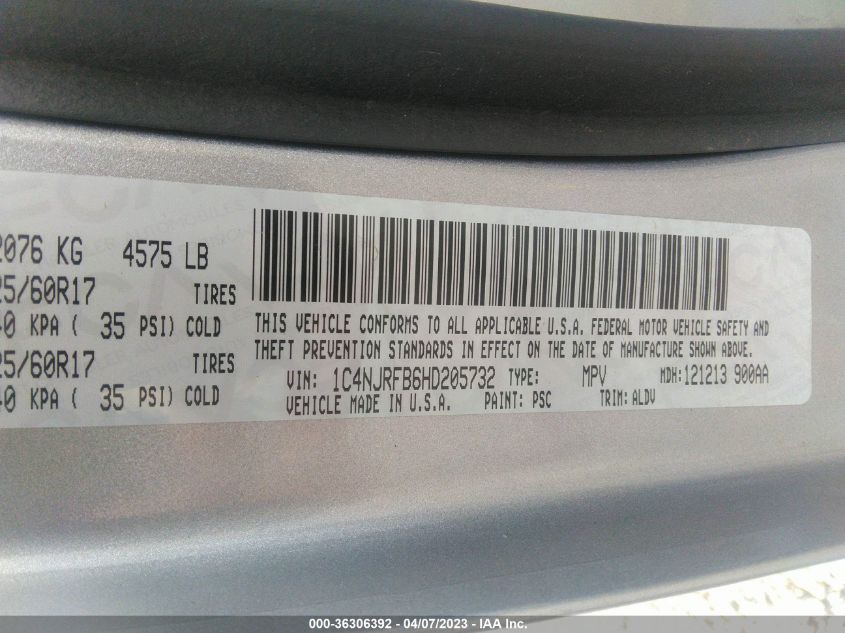 2076 KG 4575 LB
25/60R17 TIRES
40 KPA ( 35 PSI) COLD
25/60R17 TIRES
40 KPA ( 35 PSI) COLD
THIS VEHICLE CONFORMS TO ALL APPLICABLE U.S.A. FEDERAL MOTOR VEHICLE SAFETY AND
THEFT PREVENTION STANDARDS IN EFFECT ON THE DATE OF MANUFACTURE SHOWN ABOVE.
VIN: 1C4NJRFB6HD205732 TYPE: MPV MDH:121213 900AA
VEHICLE MADE IN U.S.A. PAINT: PSC TRIM: ALDV
000-36306392 - 04/07/2023 - IAA Inc.